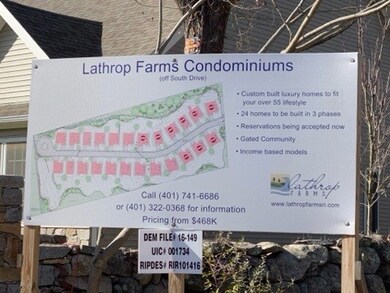 Lathrop Farms Condominiums
(off South Drive)
• Custom built luxury homes to fit
your over 55 lifestyle
• 24 homes to be built in 3 phases
• Reservations being accepted now
• Gated Community
• Income based models
Call (401) 741-6686
or (401) 322-0368 for information
Pricing from $468K
lathrop
FARMS
www.lathropfarmsri.com
DEM FILE# 16-149
UIC# 001734
RIPDES# RIR101416